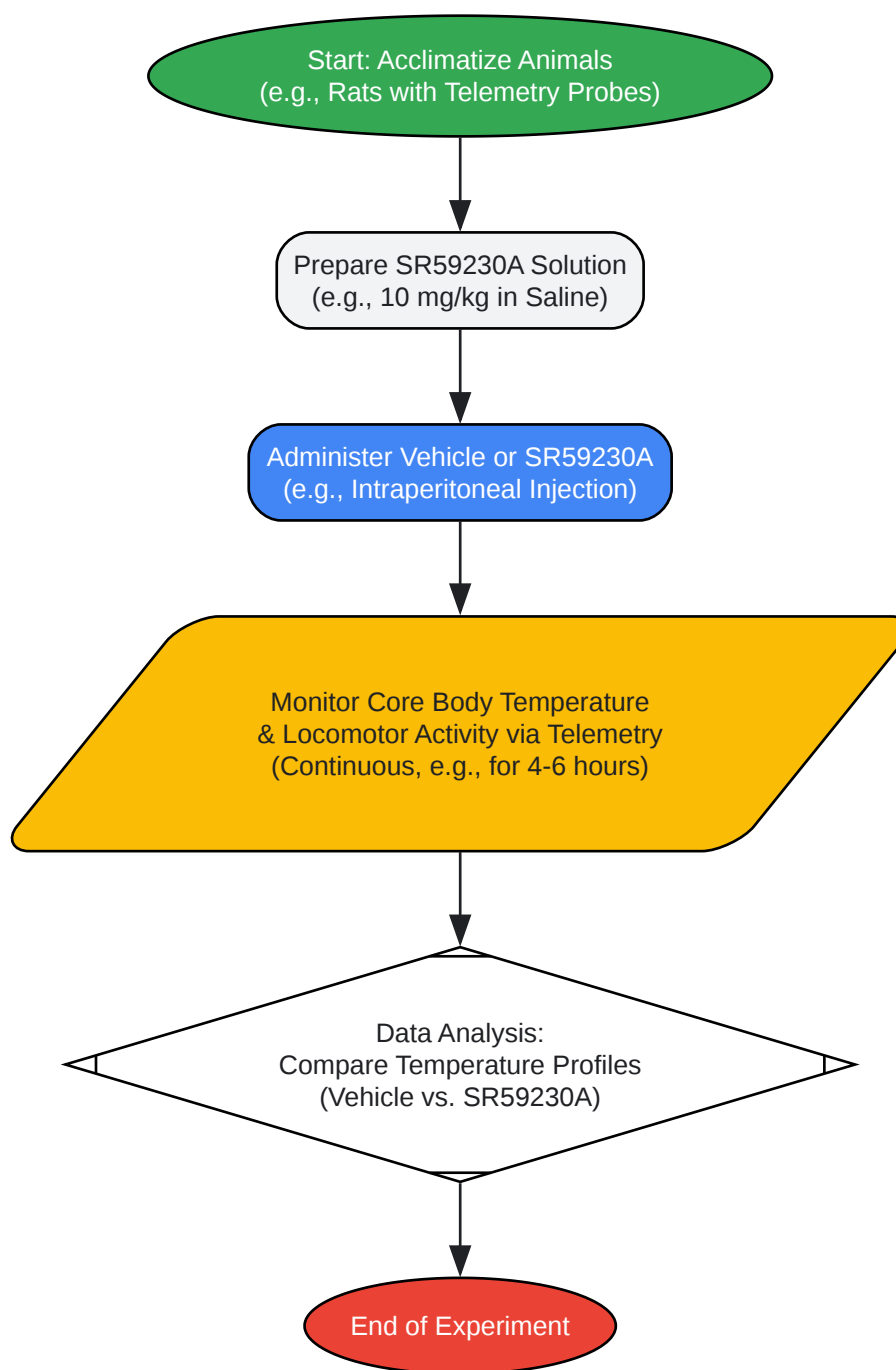 Start: Acclimatize Animals
(e.g., Rats with Telemetry Probes)
Prepare SR59230A Solution
(e.g., 10 mg/kg in Saline)
Administer Vehicle or SR59230A
(e.g., Intraperitoneal Injection)
Monitor Core Body Temperature
& Locomotor Activity via Telemetry
(Continuous, e.g., for 4-6 hours)
Data Analysis:
Compare Temperature Profiles
(Vehicle vs. SR59230A)
End of Experiment